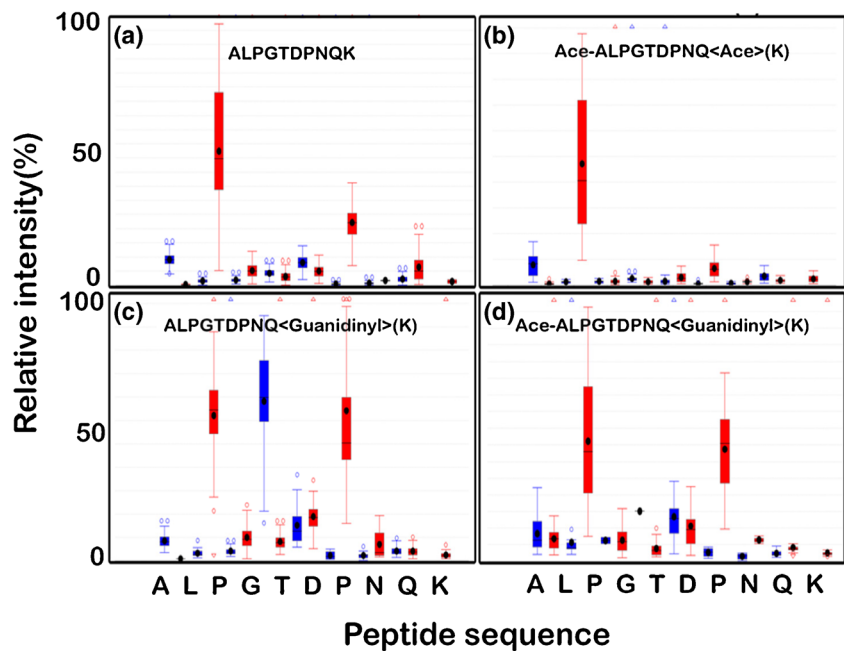 100
(a)
ALPGTDPNQK
(b)
Ace-ALPGTDPNQ<Ace>(K)
50
0
Relative intensity(%)
100
(c)
ALPGTDPNQ<Guanidinyl>(K)
(d)
Ace-ALPGTDPNQ<Guanidinyl>(K)
50
0
A L P G T D P N Q K
A L P G T D P N Q K
Peptide sequence